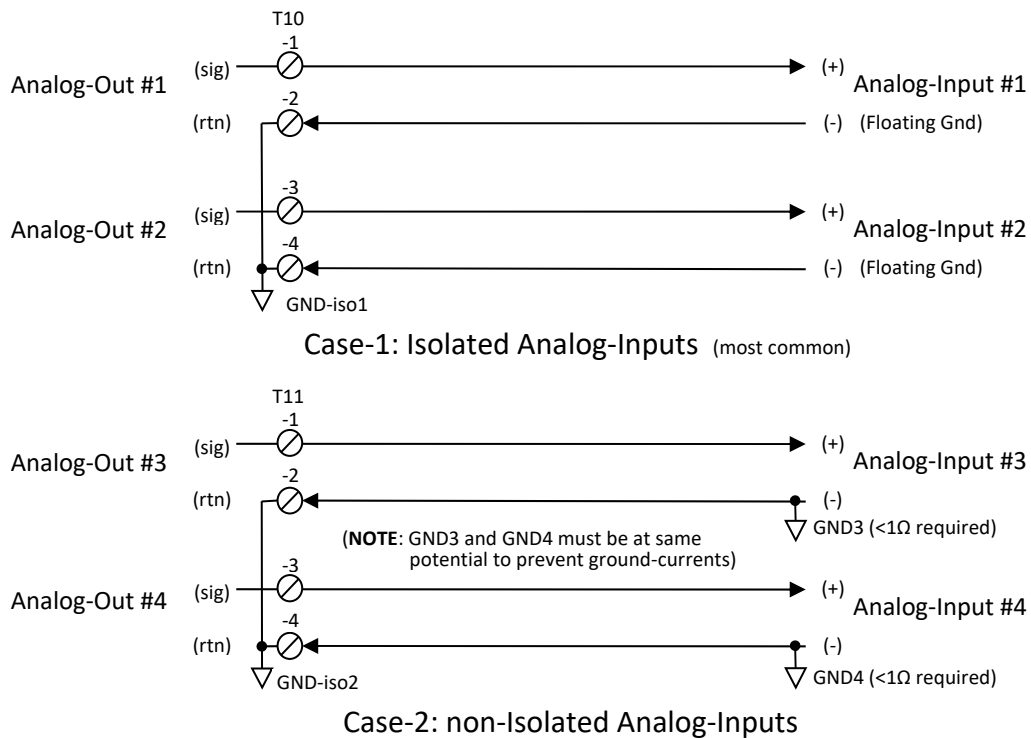 T10
-1
Analog-Out #1 (sig) (+) Analog-Input #1
-2
(rtn) (-) (Floating Gnd)
-3
Analog-Out #2 (sig) (+) Analog-Input #2
-4
(rtn) (-) (Floating Gnd)
GND-iso1
Case-1: Isolated Analog-Inputs (most common)
T11
-1
Analog-Out #3 (sig) (+) Analog-Input #3
-2
(rtn) (-)
GND3 (<1Ω required)
(NOTE: GND3 and GND4 must be at same
potential to prevent ground-currents)
-3
Analog-Out #4 (sig) (+) Analog-Input #4
-4
(rtn) (-)
GND-iso2 GND4 (<1Ω required)
Case-2: non-Isolated Analog-Inputs